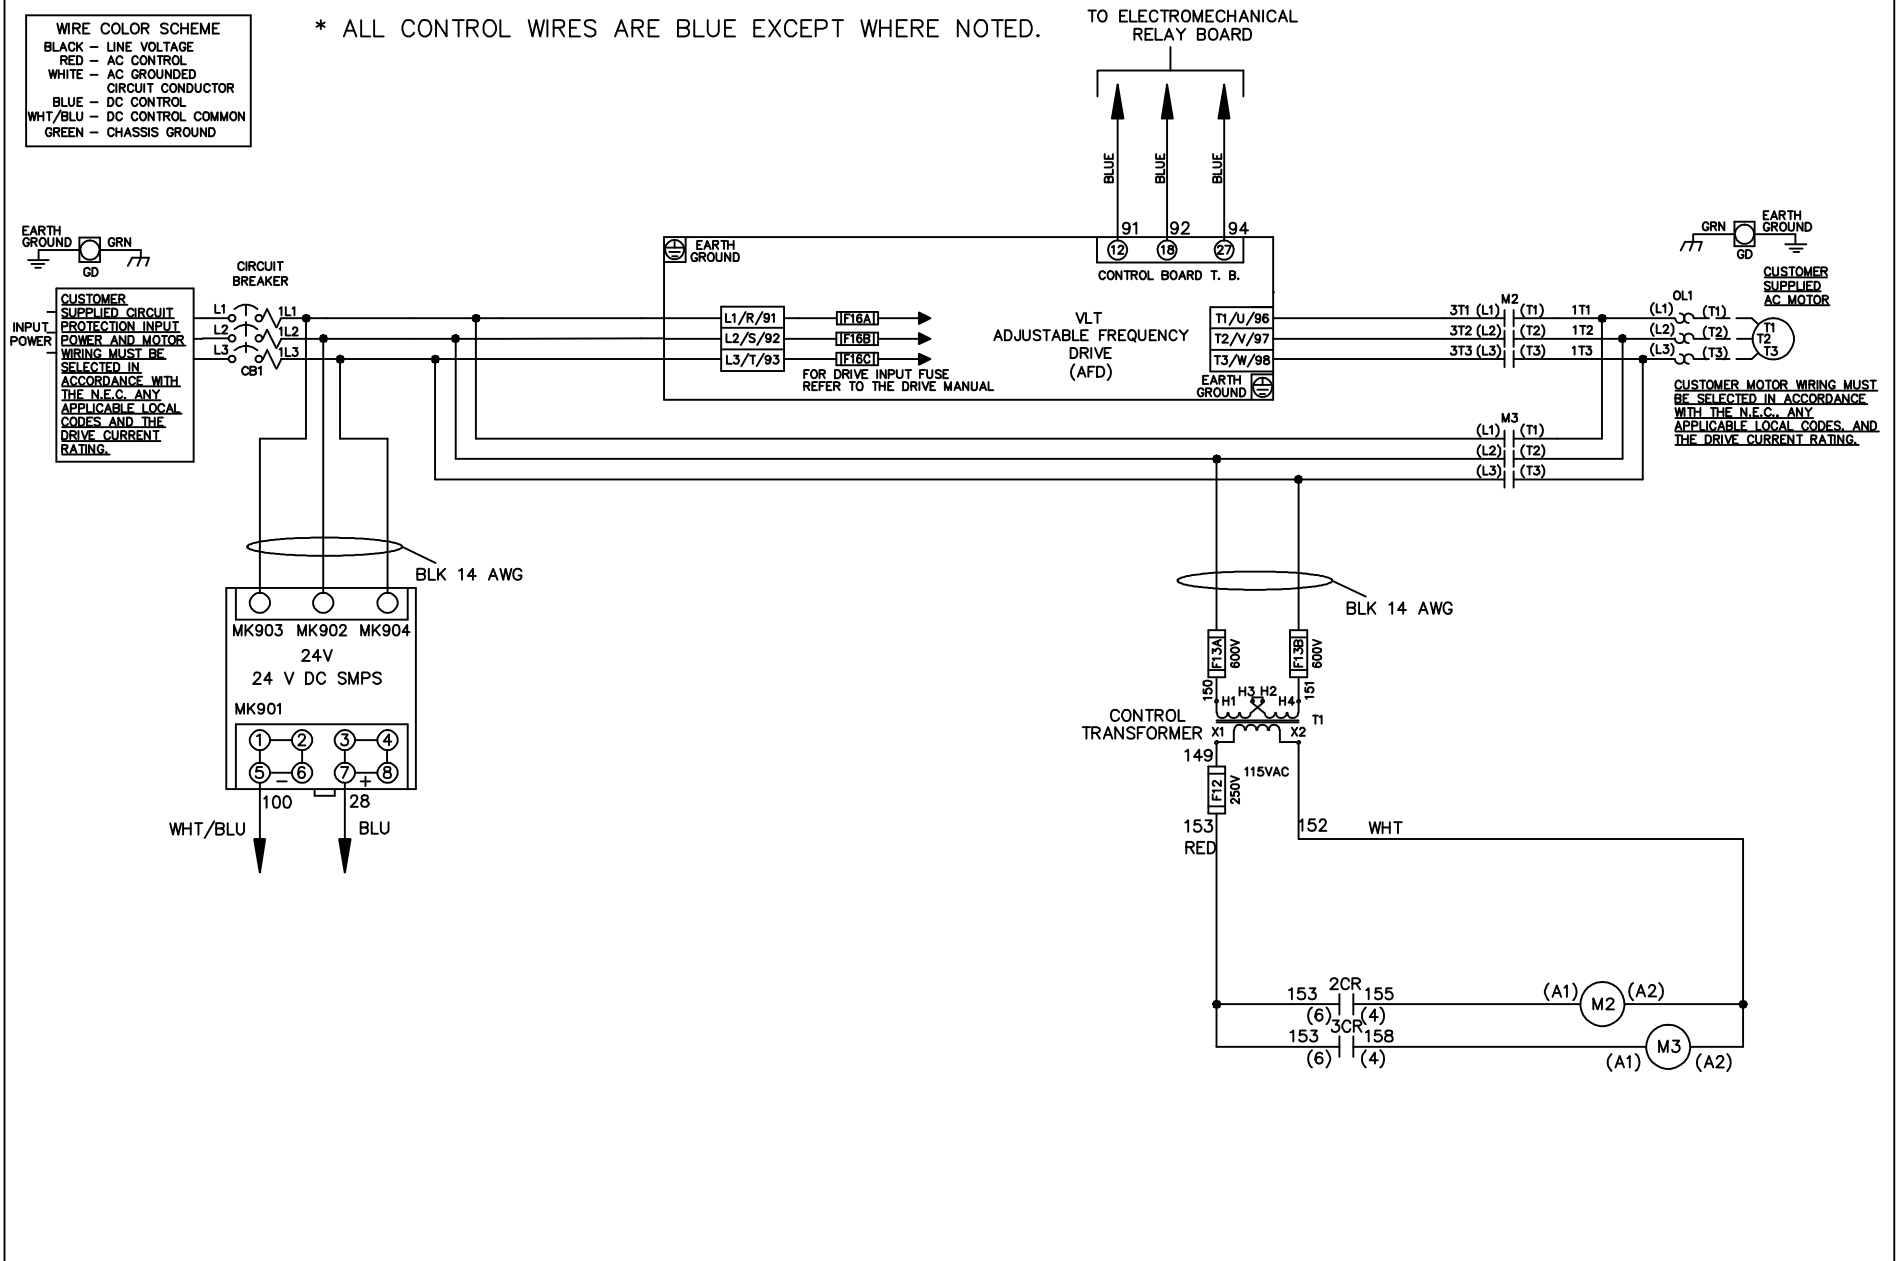 WIRE COLOR SCHEME
BLACK – LINE VOLTAGE
RED – AC CONTROL
WHITE – AC GROUNDED
CIRCUIT CONDUCTOR
BLUE – DC CONTROL
WHT/BLU – DC CONTROL COMMON
GREEN – CHASSIS GROUND
* ALL CONTROL WIRES ARE BLUE EXCEPT WHERE NOTED.
TO ELECTROMECHANICAL
RELAY BOARD
BLUE
BLUE
BLUE
91
92
94
12
18
27
CONTROL BOARD T. B.
EARTH
GROUND
GRN
GD
CIRCUIT
BREAKER
INPUT
POWER
CUSTOMER
SUPPLIED CIRCUIT
PROTECTION INPUT
POWER AND MOTOR
WIRING MUST BE
SELECTED IN
ACCORDANCE WITH
THE N.E.C. ANY
APPLICABLE LOCAL
CODES AND THE
DRIVE CURRENT
RATING.
L1
1L1
L2
1L2
L3
1L3
CB1
EARTH
GROUND
L1/R/91
L2/S/92
L3/T/93
F16A
F16B
F16C
FOR DRIVE INPUT FUSE
REFER TO THE DRIVE MANUAL
VLT
ADJUSTABLE FREQUENCY
DRIVE
(AFD)
T1/U/96
T2/V/97
T3/W/98
EARTH
GROUND
M2
3T1 (L1) (T1) 1T1
3T2 (L2) (T2) 1T2
3T3 (L3) (T3) 1T3
OL1
(L1) (T1)
(L2) (T2)
(L3) (T3)
T1
T2
T3
GRN
GD
EARTH
GROUND
CUSTOMER
SUPPLIED
AC MOTOR
CUSTOMER MOTOR WIRING MUST
BE SELECTED IN ACCORDANCE
WITH THE N.E.C., ANY
APPLICABLE LOCAL CODES, AND
THE DRIVE CURRENT RATING.
M3
(L1) (T1)
(L2) (T2)
(L3) (T3)
BLK 14 AWG
MK903 MK902 MK904
24V
24 V DC SMPS
MK901
1 2 3 4
5 – 6 7 + 8
100
28
WHT/BLU
BLU
BLK 14 AWG
F13A
600V
F13B
600V
150
151
H1 H3 H2 H4
T1
CONTROL
TRANSFORMER
X1
X2
149
115VAC
F12
250V
153
RED
152
WHT
153 2CR 155
(6) (4)
(A1) M2 (A2)
153 3CR 158
(6) (4)
(A1) M3 (A2)